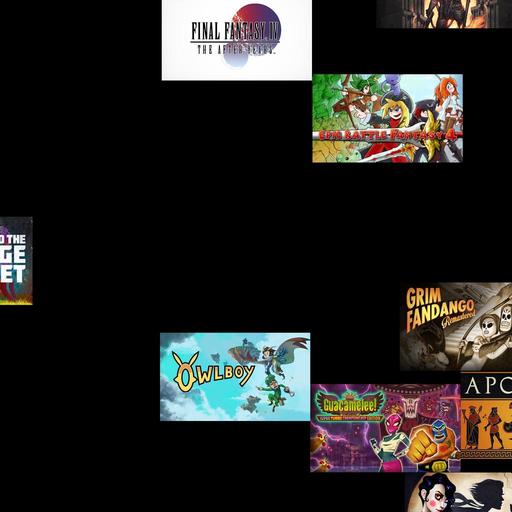 FINAL FANTASY IV
THE AFTER YEARS
EPIC BATTLE FANTASY 4
O THE
GE
ET
GRIM
FANDANGO
Remastered
OWLBOY
Guacamelee!
SUPER TURBO CHAMPIONSHIP EDITION
APO